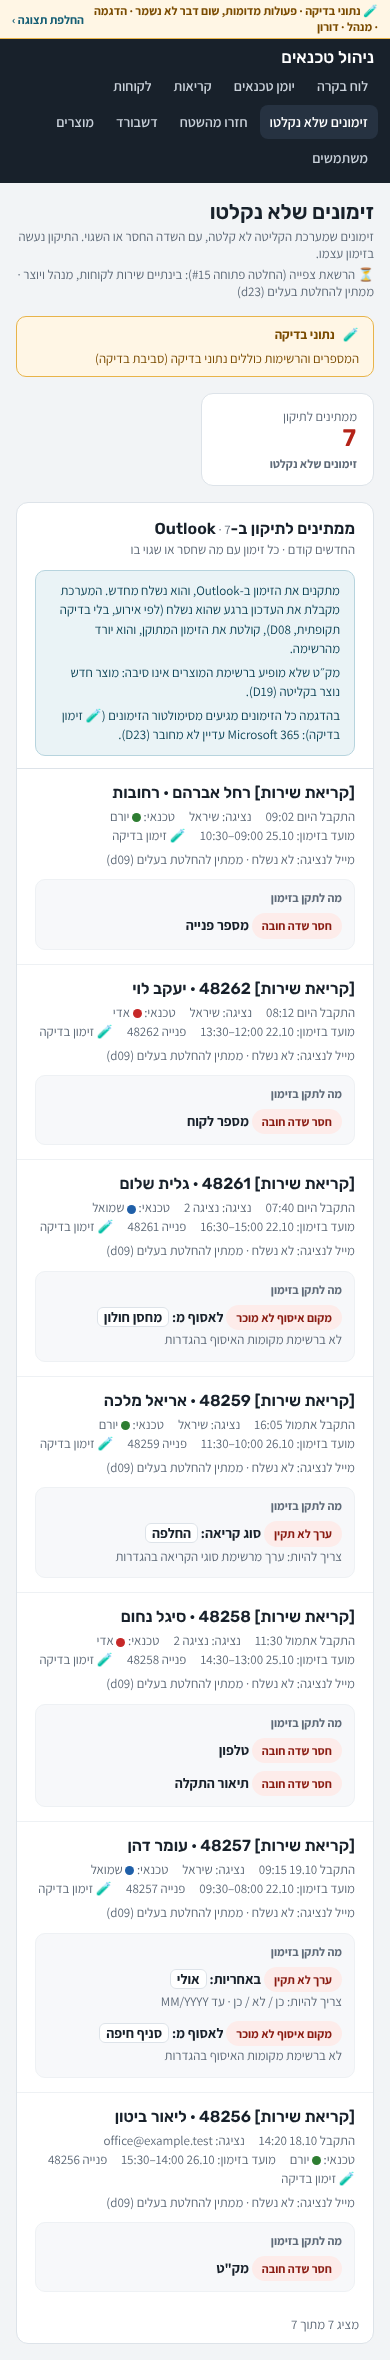 🧪 נתוני בדיקה · פעולות מדומות, שום דבר לא נשמר · הדגמה · מנהל · דורון
החלפת תצוגה ›
ניהול טכנאים
לוח בקרה
יומן טכנאים
קריאות
לקוחות
זימונים שלא נקלטו
חזרו מהשטח
דשבורד
מוצרים
משתמשים
זימונים שלא נקלטו
זימונים שמערכת הקליטה לא קלטה, עם השדה החסר או השגוי. התיקון נעשה
בזימון עצמו.
⏳ הרשאת צפייה (החלטה פתוחה #15): בינתיים שירות לקוחות, מנהל ויוצר ·
ממתין להחלטת בעלים (d23)
🧪 נתוני בדיקה
המספרים והרשימות כוללים נתוני בדיקה (סביבת בדיקה)
ממתינים לתיקון
7
זימונים שלא נקלטו
ממתינים לתיקון ב-Outlook · 7
החדשים קודם · כל זימון עם מה שחסר או שגוי בו
מתקנים את הזימון ב-Outlook, והוא נשלח מחדש. המערכת
מקבלת את העדכון ברגע שהוא נשלח (לפי אירוע, בלי בדיקה
תקופתית, D08), קולטת את הזימון המתוקן, והוא יורד
מהרשימה.
מק״ט שלא מופיע ברשימת המוצרים אינו סיבה: מוצר חדש
נוצר בקליטה (D19).
בהדגמה כל הזימונים מגיעים מסימולטור הזימונים (🧪 זימון
בדיקה): Microsoft 365 עדיין לא מחובר (D23).
[קריאת שירות] רחל אברהם · רחובות
התקבל היום 09:02 נציגה: שיראל טכנאי: יורם
מועד בזימון: 25.10 09:00–10:30 🧪 זימון בדיקה
מייל לנציגה: לא נשלח · ממתין להחלטת בעלים (d09)
מה לתקן בזימון
חסר שדה חובה מספר פנייה
[קריאת שירות] 48262 · יעקב לוי
התקבל היום 08:12 נציגה: שיראל טכנאי: אדי
מועד בזימון: 22.10 12:00–13:30 פנייה 48262 🧪 זימון בדיקה
מייל לנציגה: לא נשלח · ממתין להחלטת בעלים (d09)
מה לתקן בזימון
חסר שדה חובה מספר לקוח
[קריאת שירות] 48261 · גלית שלום
התקבל היום 07:40 נציגה: נציגה 2 טכנאי: שמואל
מועד בזימון: 22.10 15:00–16:30 פנייה 48261 🧪 זימון בדיקה
מייל לנציגה: לא נשלח · ממתין להחלטת בעלים (d09)
מה לתקן בזימון
מקום איסוף לא מוכר לאסוף מ: מחסן חולון
לא ברשימת מקומות האיסוף בהגדרות
[קריאת שירות] 48259 · אריאל מלכה
התקבל אתמול 16:05 נציגה: שיראל טכנאי: יורם
מועד בזימון: 26.10 10:00–11:30 פנייה 48259 🧪 זימון בדיקה
מייל לנציגה: לא נשלח · ממתין להחלטת בעלים (d09)
מה לתקן בזימון
ערך לא תקין סוג קריאה: החלפה
צריך להיות: ערך מרשימת סוגי הקריאה בהגדרות
[קריאת שירות] 48258 · סיגל נחום
התקבל אתמול 11:30 נציגה: נציגה 2 טכנאי: אדי
מועד בזימון: 25.10 13:00–14:30 פנייה 48258 🧪 זימון בדיקה
מייל לנציגה: לא נשלח · ממתין להחלטת בעלים (d09)
מה לתקן בזימון
חסר שדה חובה טלפון
חסר שדה חובה תיאור התקלה
[קריאת שירות] 48257 · עומר דהן
התקבל 19.10 09:15 נציגה: שיראל טכנאי: שמואל
מועד בזימון: 22.10 08:00–09:30 פנייה 48257 🧪 זימון בדיקה
מייל לנציגה: לא נשלח · ממתין להחלטת בעלים (d09)
מה לתקן בזימון
ערך לא תקין באחריות: אולי
צריך להיות: כן / לא / כן · עד MM/YYYY
מקום איסוף לא מוכר לאסוף מ: סניף חיפה
לא ברשימת מקומות האיסוף בהגדרות
[קריאת שירות] 48256 · ליאור ביטון
התקבל 18.10 14:20 נציגה: office@example.test
טכנאי: יורם מועד בזימון: 26.10 14:00–15:30 פנייה 48256
🧪 זימון בדיקה
מייל לנציגה: לא נשלח · ממתין להחלטת בעלים (d09)
מה לתקן בזימון
חסר שדה חובה מק"ט
מציג 7 מתוך 7